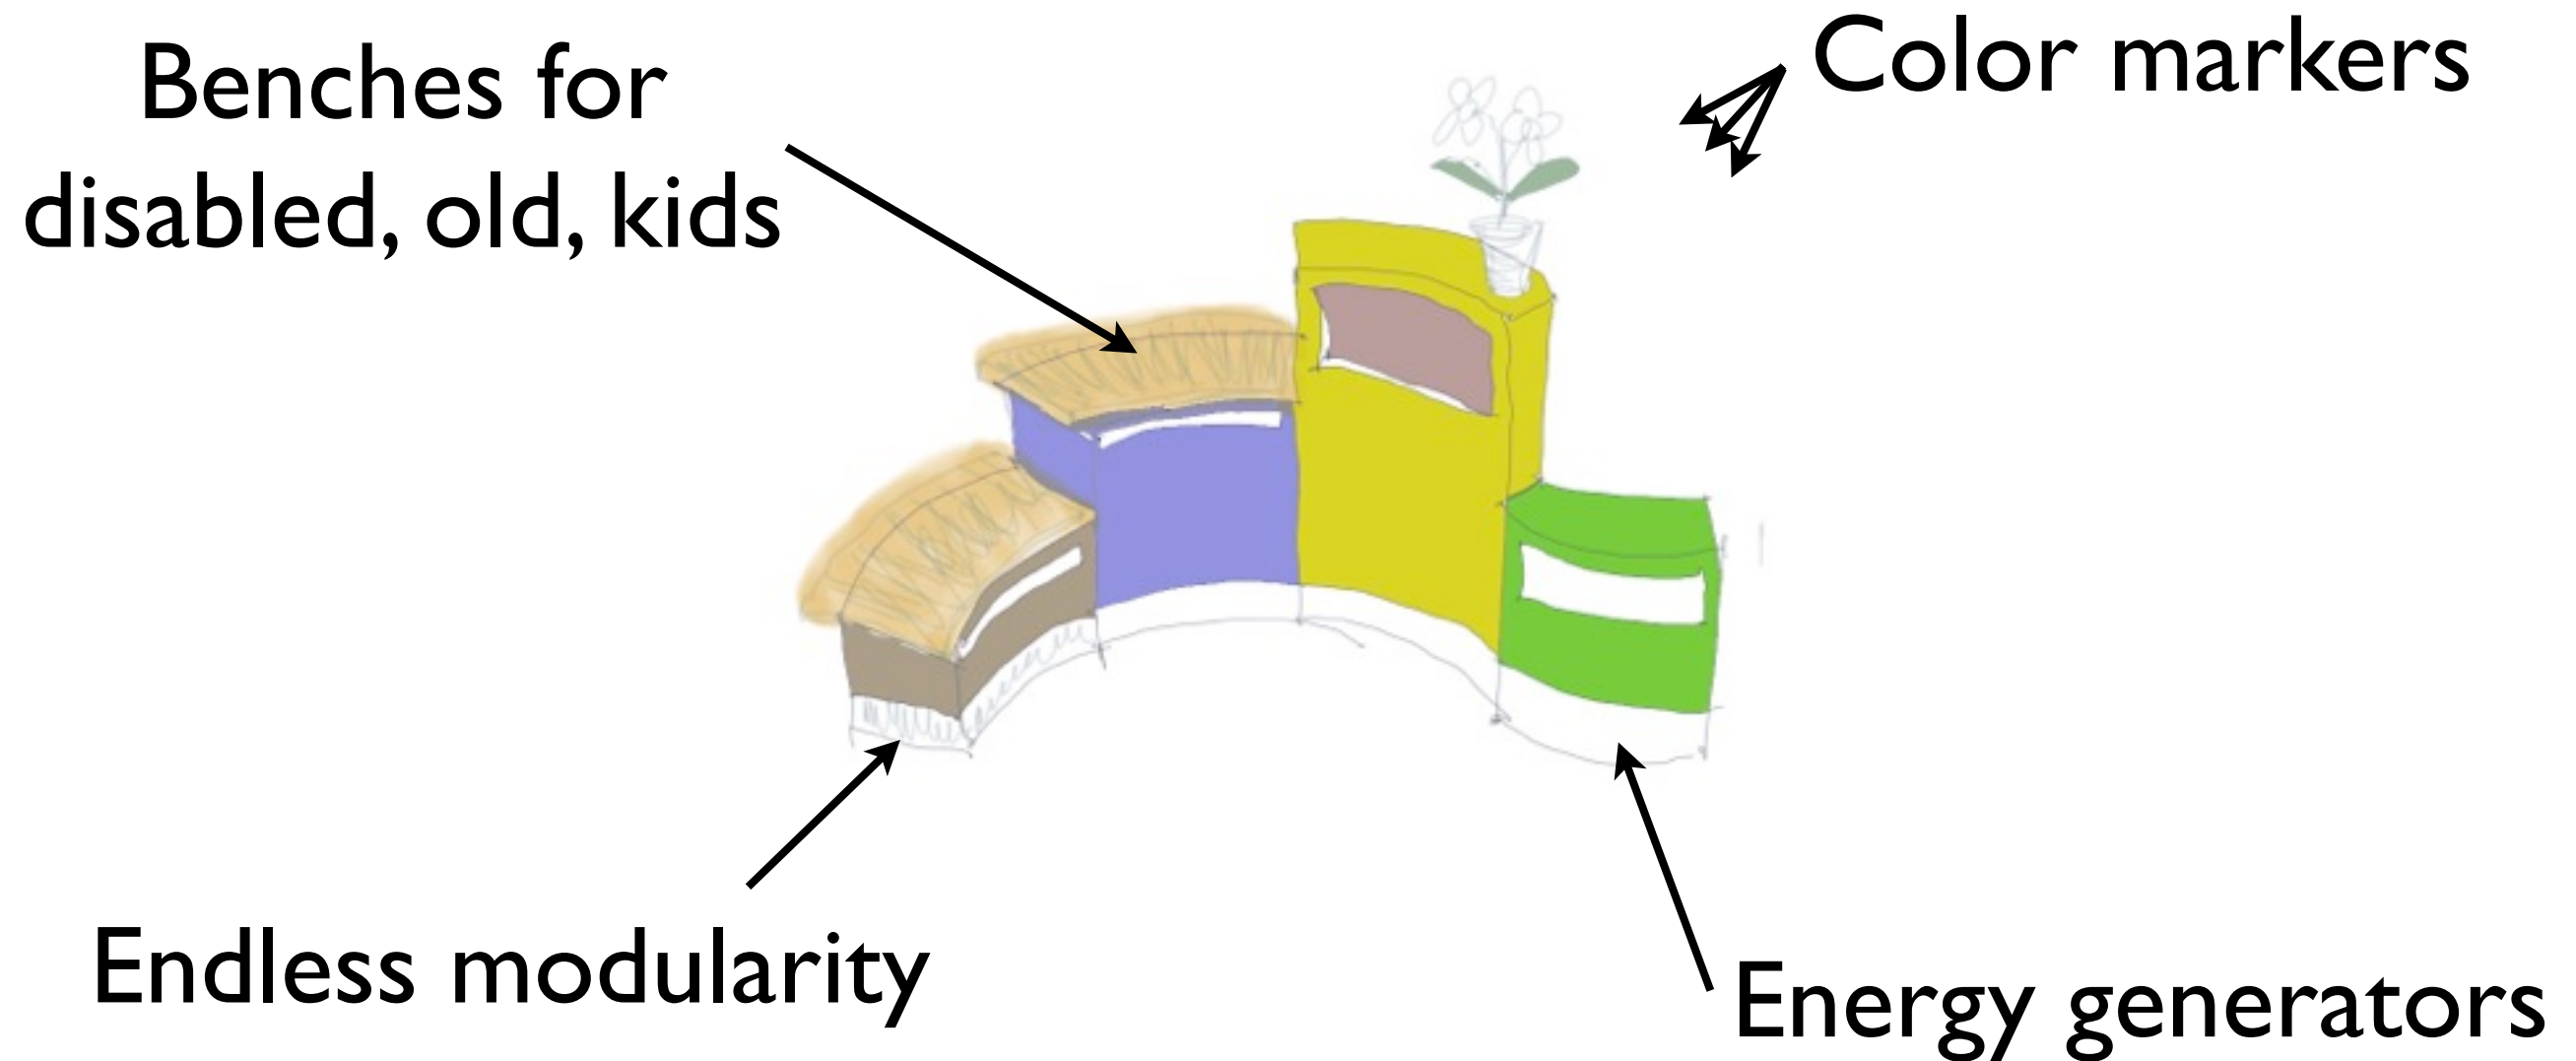 Benches for
disabled, old, kids
Color markers
Endless modularity
Energy generators